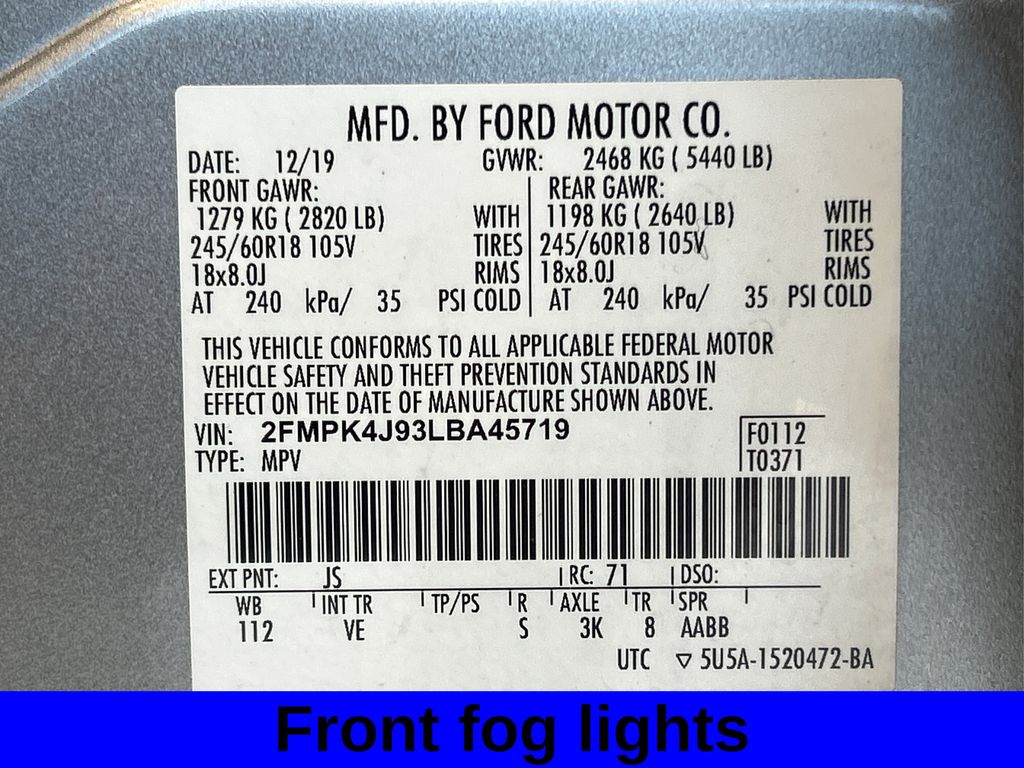 MFD. BY FORD MOTOR CO.
DATE: 12/19 GVWR: 2468 KG ( 5440 LB)
FRONT GAWR: REAR GAWR:
1279 KG ( 2820 LB) WITH 1198 KG ( 2640 LB) WITH
245/60R18 105V TIRES 245/60R18 105V TIRES
18x8.0J RIMS 18x8.0J RIMS
AT 240 kPa/ 35 PSI COLD AT 240 kPa/ 35 PSI COLD
THIS VEHICLE CONFORMS TO ALL APPLICABLE FEDERAL MOTOR
VEHICLE SAFETY AND THEFT PREVENTION STANDARDS IN
EFFECT ON THE DATE OF MANUFACTURE SHOWN ABOVE.
VIN: 2FMPK4J93LBA45719 F0112
TYPE: MPV T0371
EXT PNT: JS RC: 71 DSO:
WB INT TR TP/PS R AXLE TR SPR
112 VE S 3K 8 AABB
UTC ▽ 5U5A-1520472-BA
Front fog lights